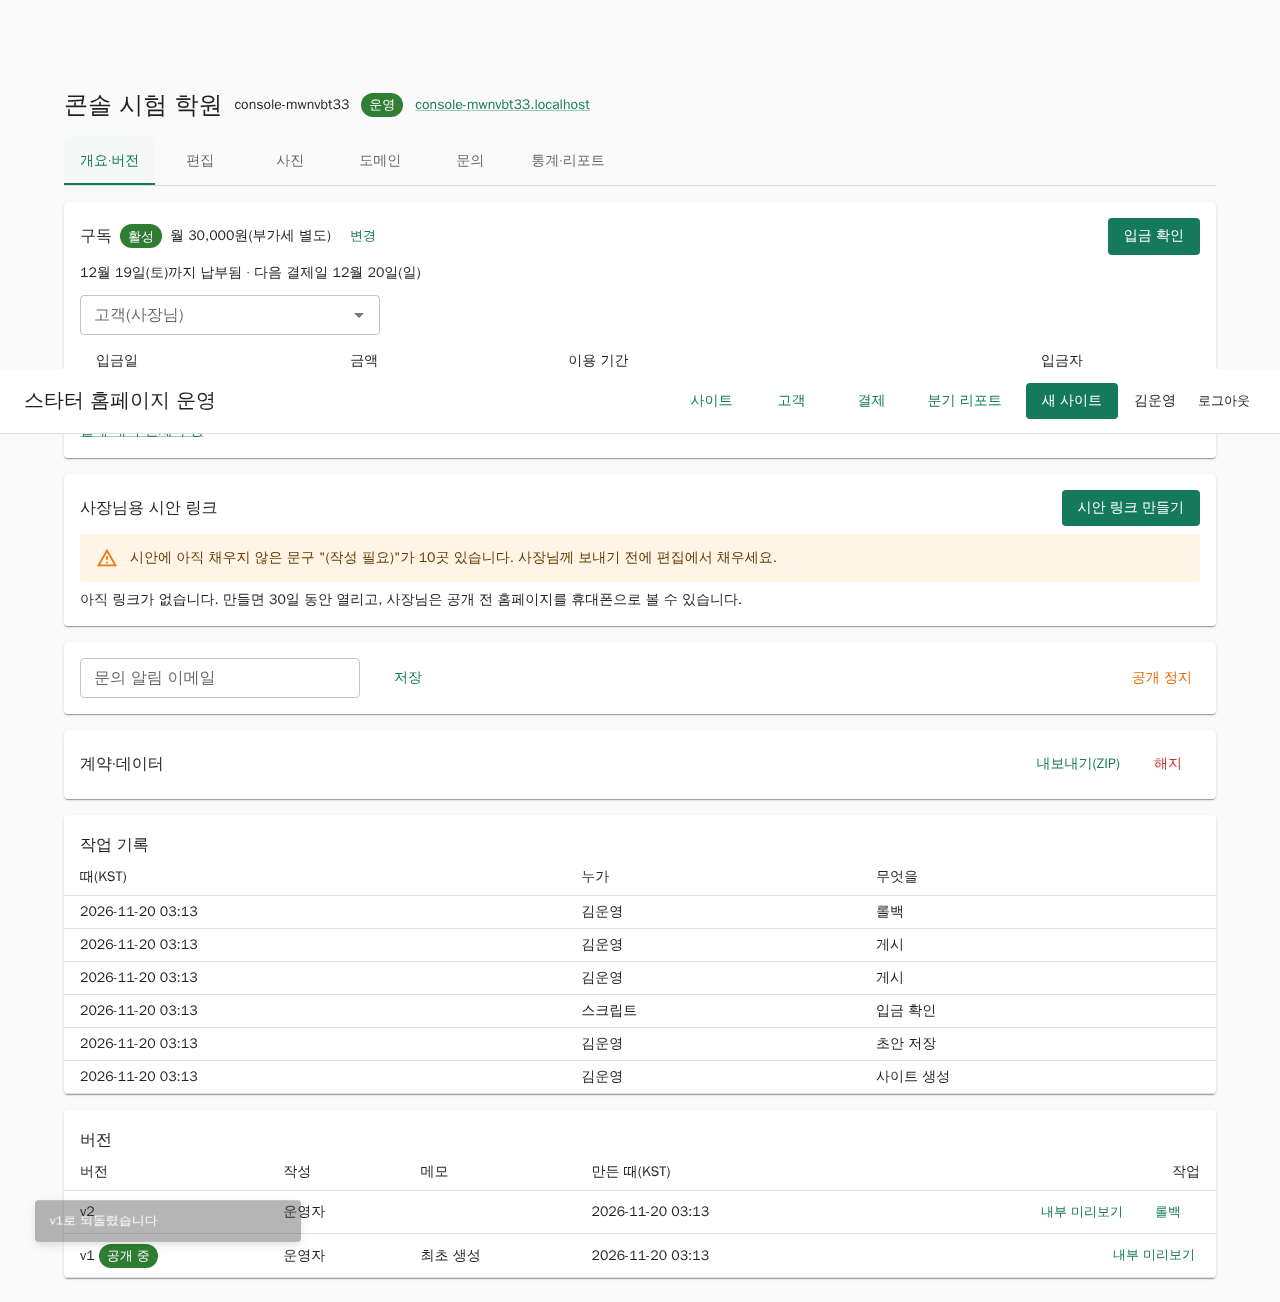 콘솔 시험 학원 console-mwnvbt33 운영 console-mwnvbt33.localhost
개요·버전 편집 사진 도메인 문의 통계·리포트
구독 활성 월 30,000원(부가세 별도) 변경 입금 확인
12월 19일(토)까지 납부됨 · 다음 결제일 12월 20일(일)
고객(사장님)
입금일 금액 이용 기간 입금자
스타터 홈페이지 운영 사이트 고객 결제 분기 리포트 새 사이트 김운영 로그아웃
사장님용 시안 링크 시안 링크 만들기
시안에 아직 채우지 않은 문구 "(작성 필요)"가 10곳 있습니다. 사장님께 보내기 전에 편집에서 채우세요.
아직 링크가 없습니다. 만들면 30일 동안 열리고, 사장님은 공개 전 홈페이지를 휴대폰으로 볼 수 있습니다.
문의 알림 이메일 저장 공개 정지
계약·데이터 내보내기(ZIP) 해지
작업 기록
때(KST) 누가 무엇을
2026-11-20 03:13 김운영 롤백
2026-11-20 03:13 김운영 게시
2026-11-20 03:13 김운영 게시
2026-11-20 03:13 스크립트 입금 확인
2026-11-20 03:13 김운영 초안 저장
2026-11-20 03:13 김운영 사이트 생성
버전
버전 작성 메모 만든 때(KST) 작업
v2 운영자 2026-11-20 03:13 내부 미리보기 롤백
v1로 되돌렸습니다
v1 공개 중 운영자 최초 생성 2026-11-20 03:13 내부 미리보기